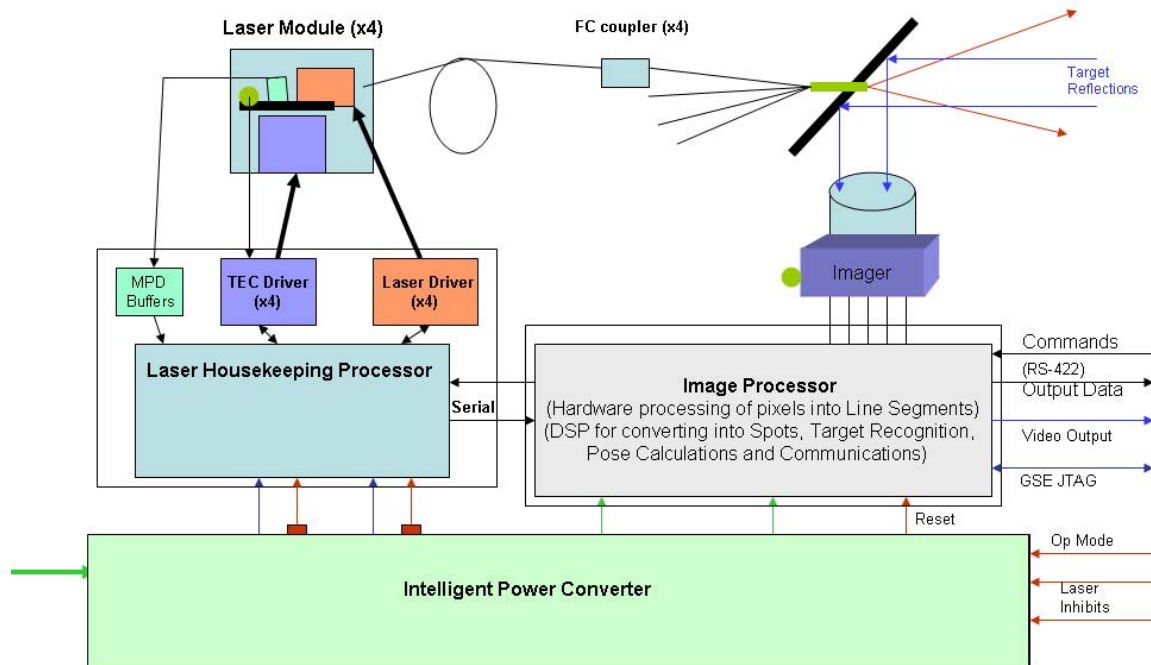 Laser Module (x4)
FC coupler (x4)
Target
Reflections
Imager
MPD
Buffers
TEC Driver
(x4)
Laser Driver
(x4)
Laser Housekeeping Processor
Serial
Image Processor
(Hardware processing of pixels into Line Segments)
(DSP for converting into Spots, Target Recognition,
Pose Calculations and Communications)
Commands
(RS-422)
Output Data
Video Output
GSE JTAG
Reset
Op Mode
Laser
Inhibits
Intelligent Power Converter